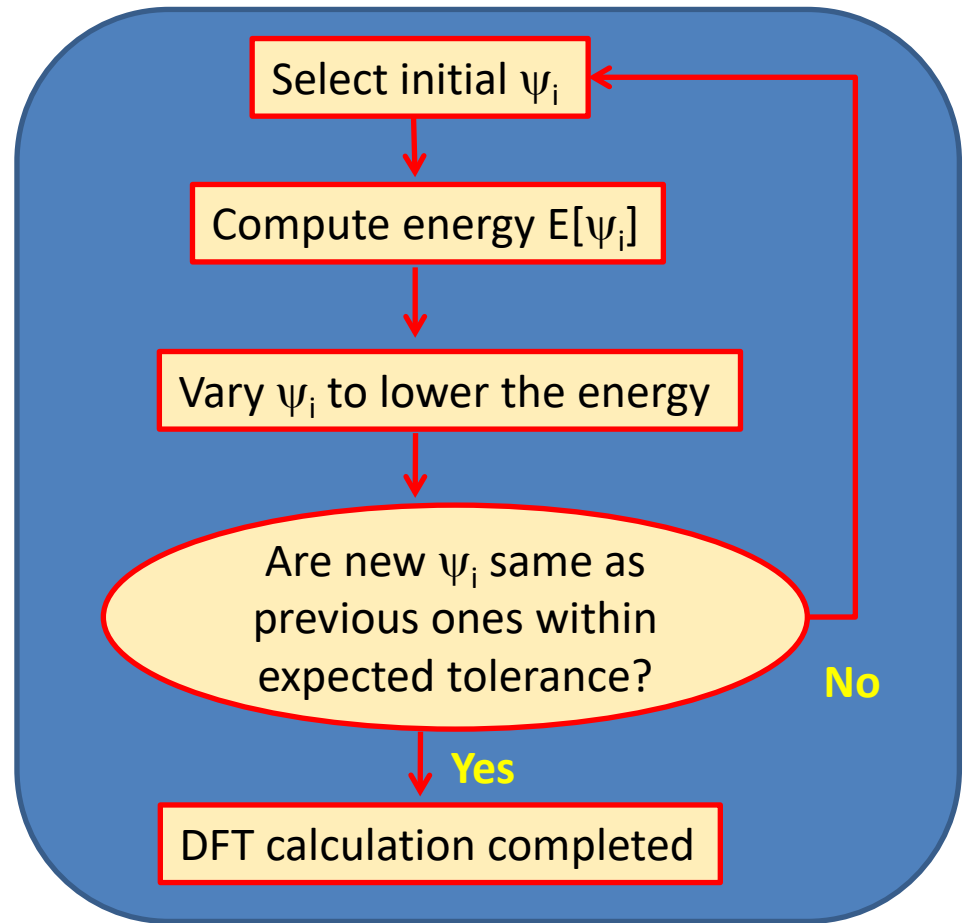 Select initial ψi
Compute energy E[ψi]
Vary ψi to lower the energy
Are new ψi same as
previous ones within
expected tolerance?
No
Yes
DFT calculation completed